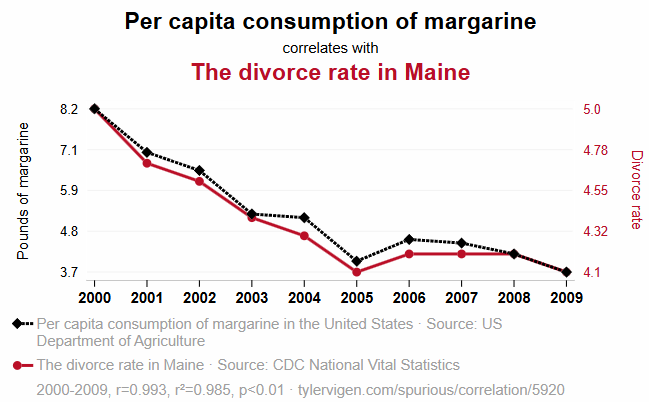 Per capita consumption of margarine
correlates with
The divorce rate in Maine
8.2
7.1
5.9
4.8
3.7
Pounds of margarine
5.0
4.78
4.55
4.32
4.1
Divorce rate
2000 2001 2002 2003 2004 2005 2006 2007 2008 2009
Per capita consumption of margarine in the United States · Source: US
Department of Agriculture
The divorce rate in Maine · Source: CDC National Vital Statistics
2000-2009, r=0.993, r²=0.985, p<0.01 · tylervigen.com/spurious/correlation/5920